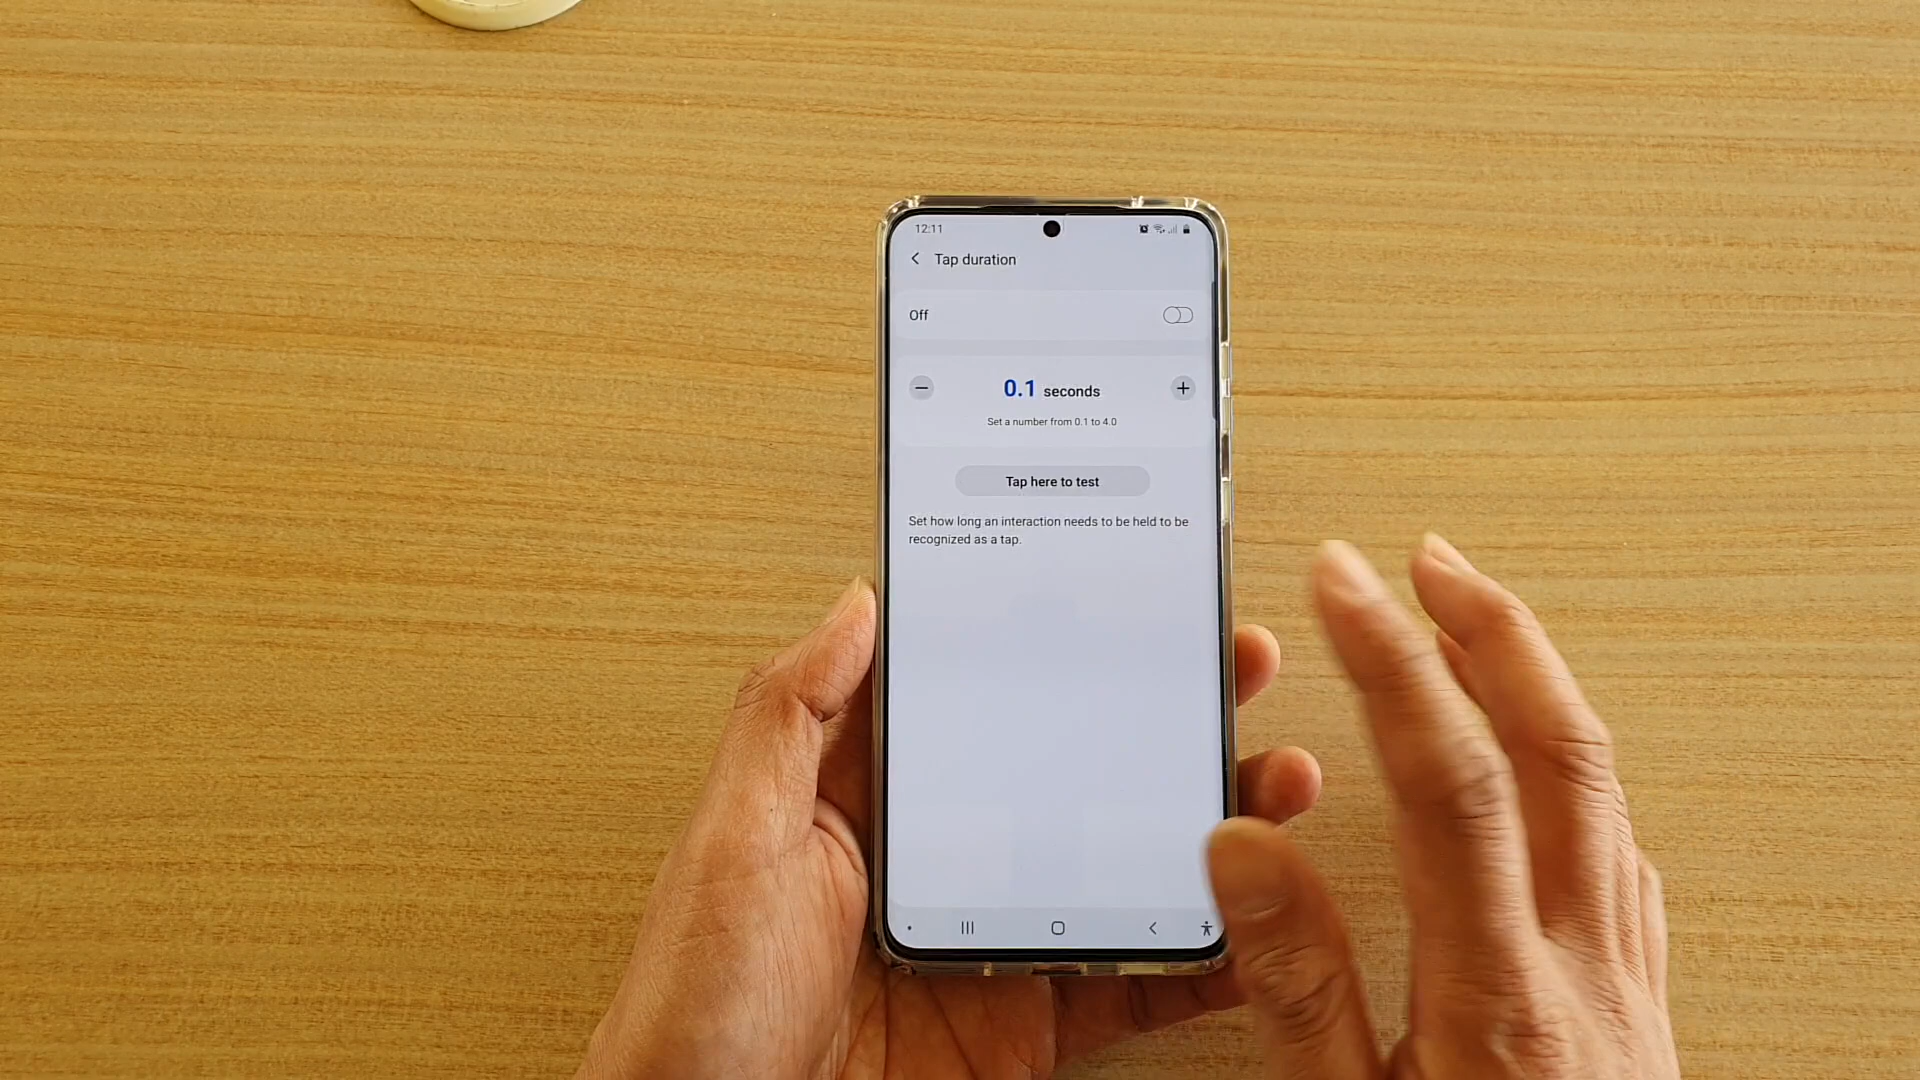 12:11
Tap duration
Off
0.1 seconds
Set a number from 0.1 to 4.0
Tap here to test
Set how long an interaction needs to be held to be
recognized as a tap.